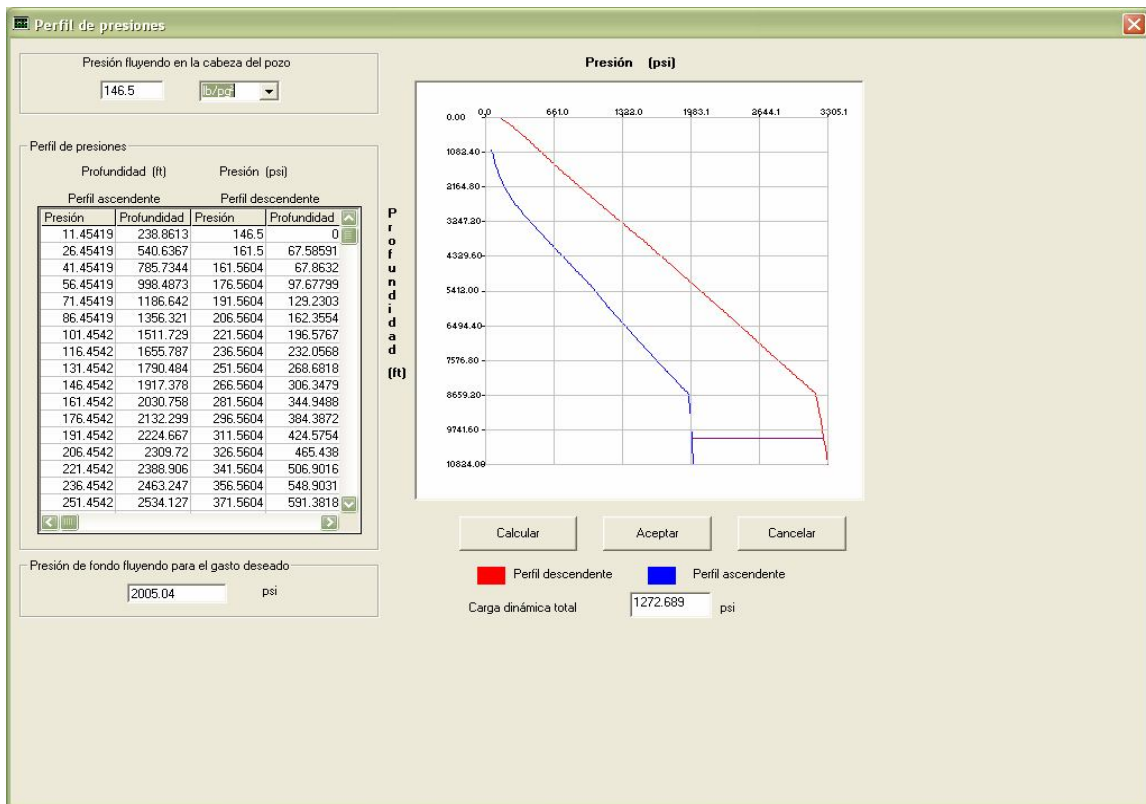 Perfil de presiones
Presión fluyendo en la cabeza del pozo
146.5 lb/pg²
Perfil de presiones
Profundidad (ft) Presión (psi)
Perfil ascendente Perfil descendente
Presión Profundidad Presión Profundidad
11.45419 238.8613 146.5 0
26.45419 540.6367 161.5 67.58591
41.45419 785.7344 161.5604 67.8632
56.45419 998.4873 176.5604 97.67799
71.45419 1186.642 191.5604 129.2303
86.45419 1356.321 206.5604 162.3554
101.4542 1511.729 221.5604 196.5767
116.4542 1655.787 236.5604 232.0568
131.4542 1790.484 251.5604 268.6818
146.4542 1917.378 266.5604 306.3479
161.4542 2030.758 281.5604 344.9488
176.4542 2132.299 296.5604 384.3872
191.4542 2224.667 311.5604 424.5754
206.4542 2309.72 326.5604 465.438
221.4542 2388.906 341.5604 506.9016
236.4542 2463.247 356.5604 548.9031
251.4542 2534.127 371.5604 591.3818
Presión de fondo fluyendo para el gasto deseado
2005.04 psi
Presión (psi)
0.0 661.0 1322.0 1983.1 2644.1 3305.1
0.00
1082.40
2164.80
3247.20
4329.60
5412.00
6494.40
7576.80
8659.20
9741.60
10824.00
Profundidad (ft)
Calcular Aceptar Cancelar
Perfil descendente Perfil ascendente
Carga dinámica total 1272.689 psi